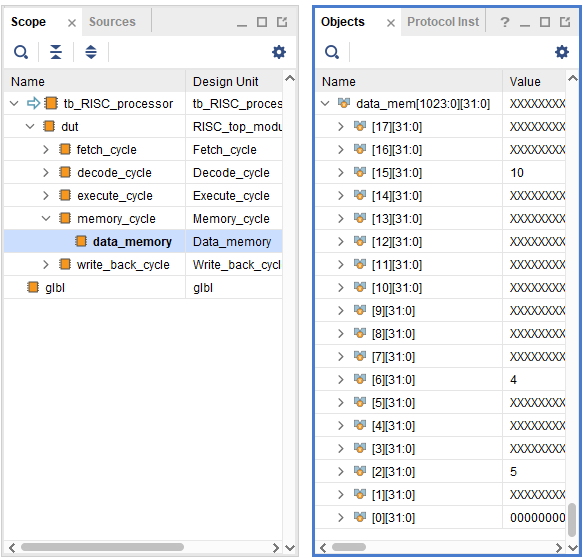 Scope × Sources
Name Design Unit
tb_RISC_processor tb_RISC_proces
dut RISC_top_modu
fetch_cycle Fetch_cycle
decode_cycle Decode_cycle
execute_cycle Execute_cycle
memory_cycle Memory_cycle
data_memory Data_memory
write_back_cycle Write_back_cycl
glbl glbl
Objects × Protocol Inst ?
Name Value
data_mem[1023:0][31:0] XXXXXXXX
[17][31:0] XXXXXXXX
[16][31:0] XXXXXXXX
[15][31:0] 10
[14][31:0] XXXXXXXX
[13][31:0] XXXXXXXX
[12][31:0] XXXXXXXX
[11][31:0] XXXXXXXX
[10][31:0] XXXXXXXX
[9][31:0] XXXXXXXX
[8][31:0] XXXXXXXX
[7][31:0] XXXXXXXX
[6][31:0] 4
[5][31:0] XXXXXXXX
[4][31:0] XXXXXXXX
[3][31:0] XXXXXXXX
[2][31:0] 5
[1][31:0] XXXXXXXX
[0][31:0] 00000000